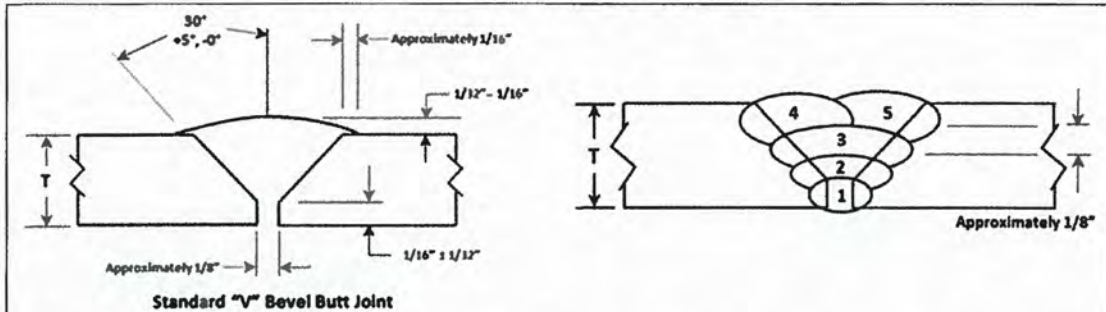 30°
+5°, -0°
Approximately 1/16"
1/32" - 1/16"
T
Approximately 1/8"
1/16" ± 1/32"
Standard "V" Bevel Butt Joint
4
5
3
2
1
T
Approximately 1/8"